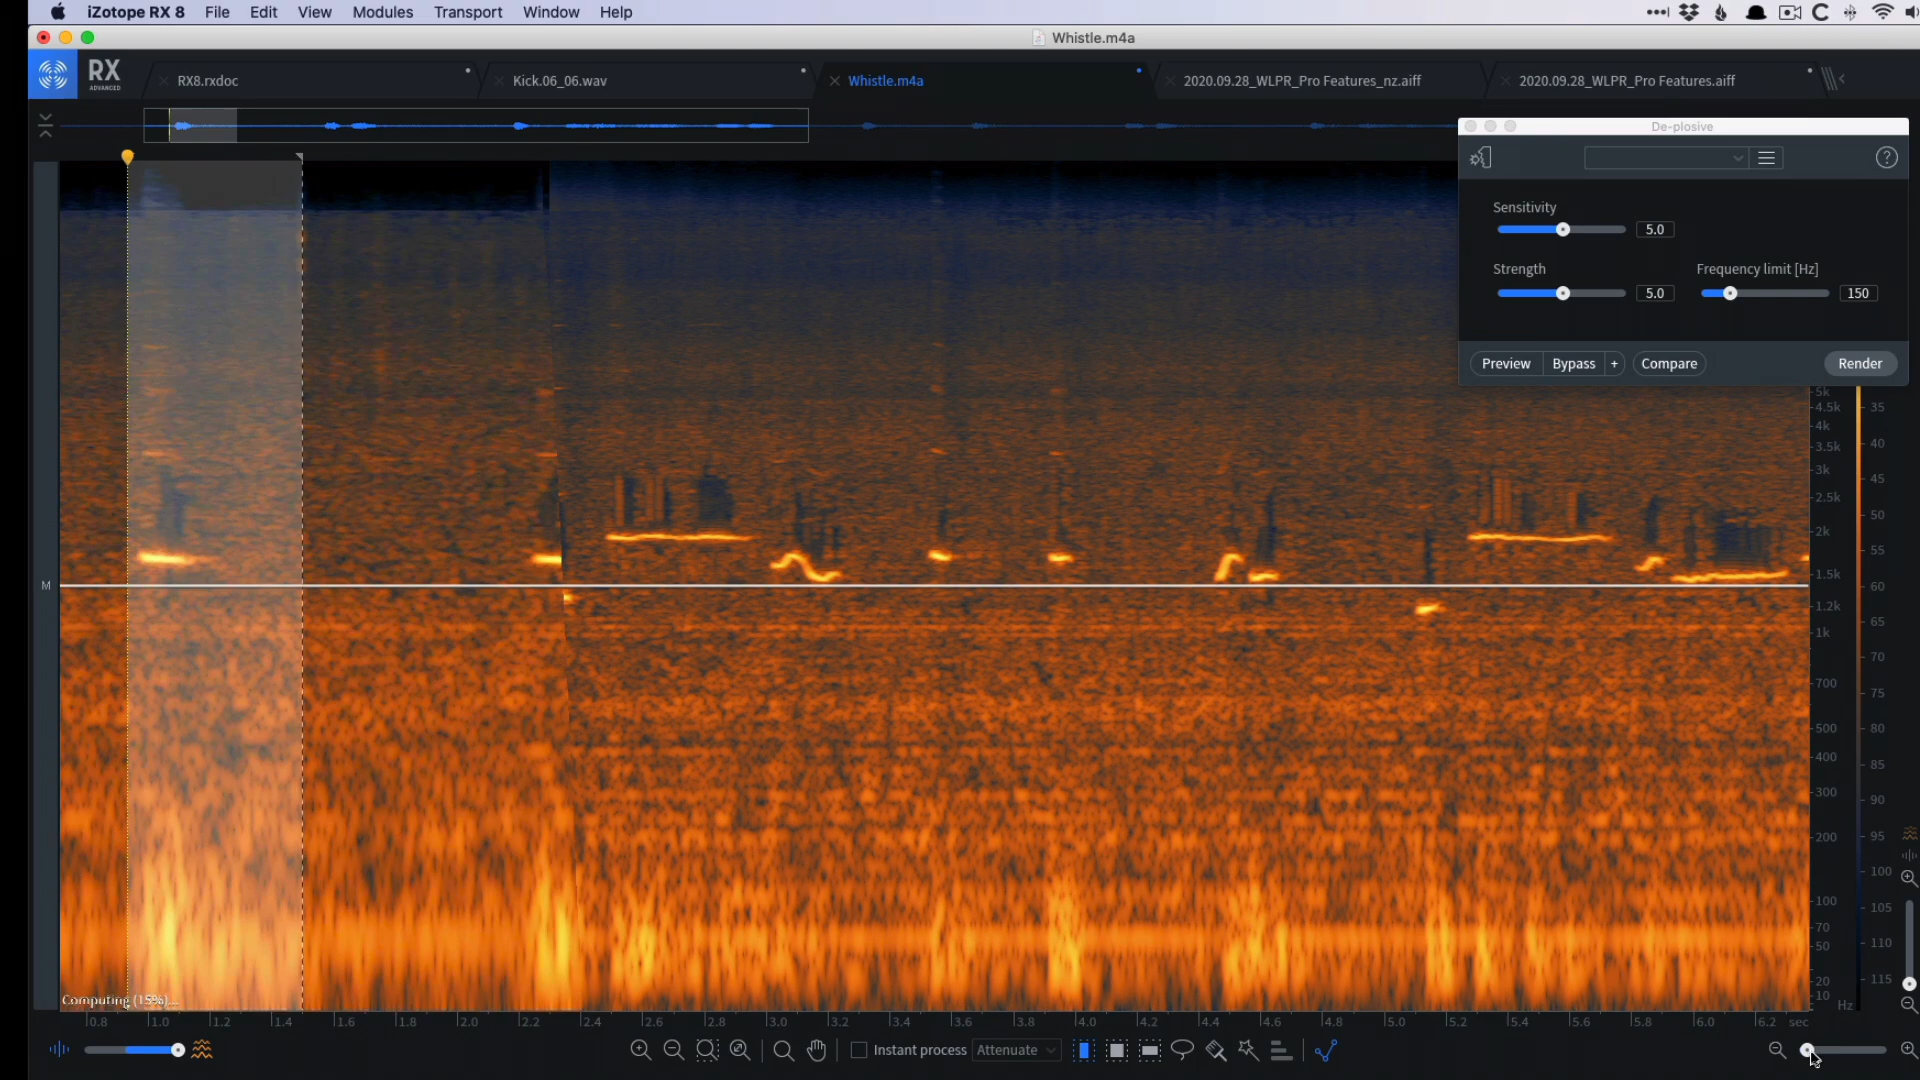 iZotope RX 8 File Edit View Modules Transport Window Help
Whistle.m4a
RX
ADVANCED
RX8.rxdoc
Kick.06_06.wav
Whistle.m4a
2020.09.28_WLPR_Pro Features_nz.aiff
2020.09.28_WLPR_Pro Features.aiff
De-plosive
Sensitivity
5.0
Strength
Frequency limit [Hz]
5.0
150
Preview
Bypass
+
Compare
Render
5k
4.5k
4k
3.5k
3k
2.5k
2k
1.5k
1.2k
1k
700
500
400
300
200
100
70
50
20
10
Hz
35
40
45
50
55
60
65
70
75
80
85
90
95
100
105
110
115
M
Computing (15%)...
0.8 1.0 1.2 1.4 1.6 1.8 2.0 2.2 2.4 2.6 2.8 3.0 3.2 3.4 3.6 3.8 4.0 4.2 4.4 4.6 4.8 5.0 5.2 5.4 5.6 5.8 6.0 6.2 sec
Instant process
Attenuate